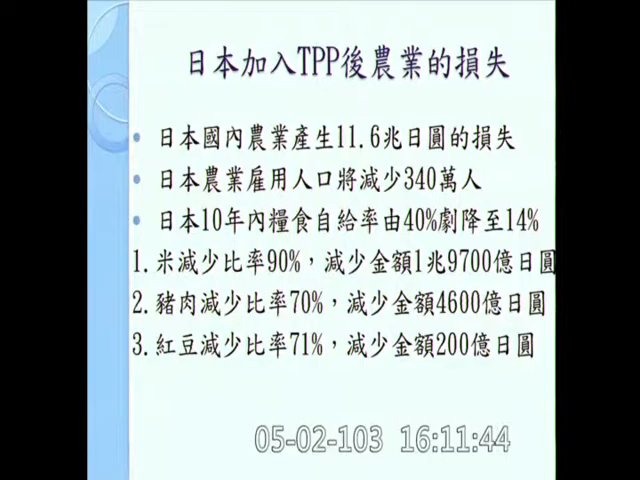 日本加入TPP後農業的損失
日本國內農業產生11.6兆日圓的損失
日本農業雇用人口將減少340萬人
日本10年內糧食自給率由40%劇降至14%
1.米減少比率90%，減少金額1兆9700億日圓
2.豬肉減少比率70%，減少金額4600億日圓
3.紅豆減少比率71%，減少金額200億日圓
05-02-103 16:11:44